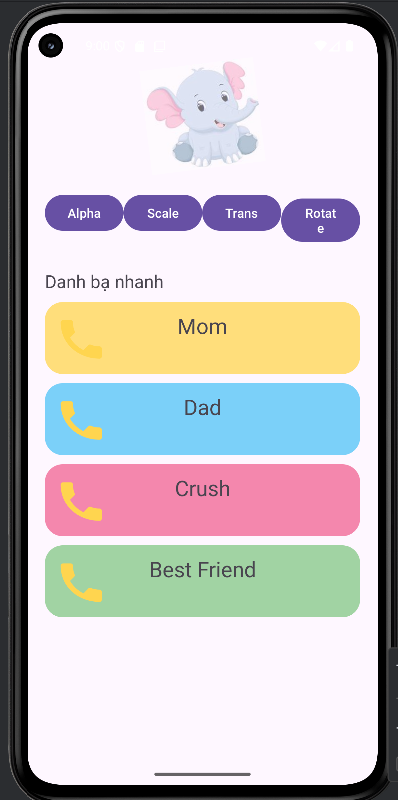 Alpha
Scale
Trans
Rotat
e
Danh bạ nhanh
Mom
Dad
Crush
Best Friend